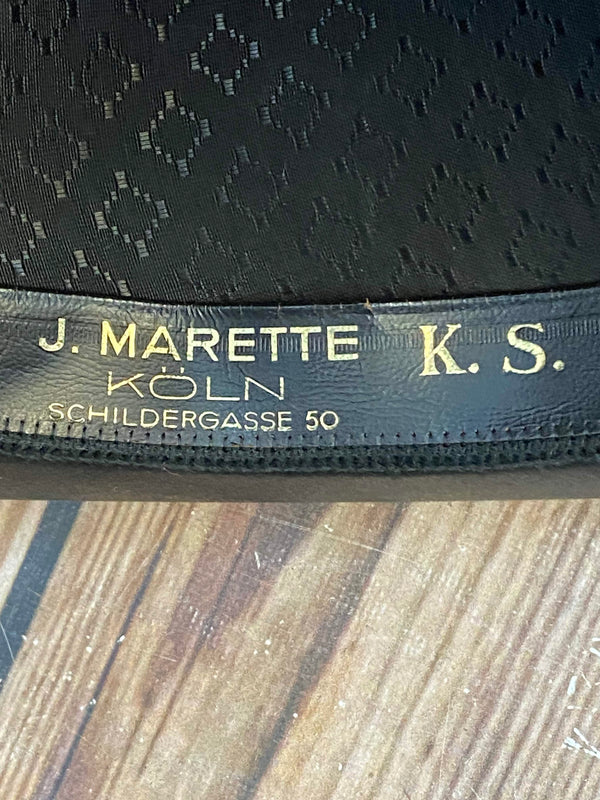 J. MARETTE
KÖLN
SCHILDERGASSE 50
K. S.